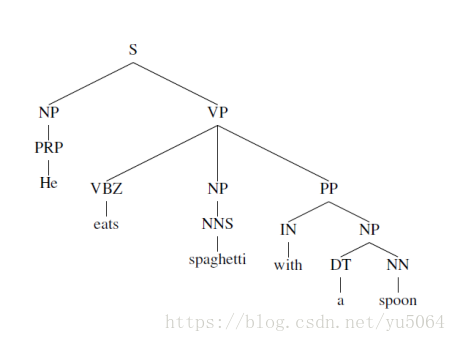 S
NP VP
PRP
He VBZ NP PP
eats NNS IN NP
spaghetti with DT NN
a spoon
https://blog.csdn.net/yu5064